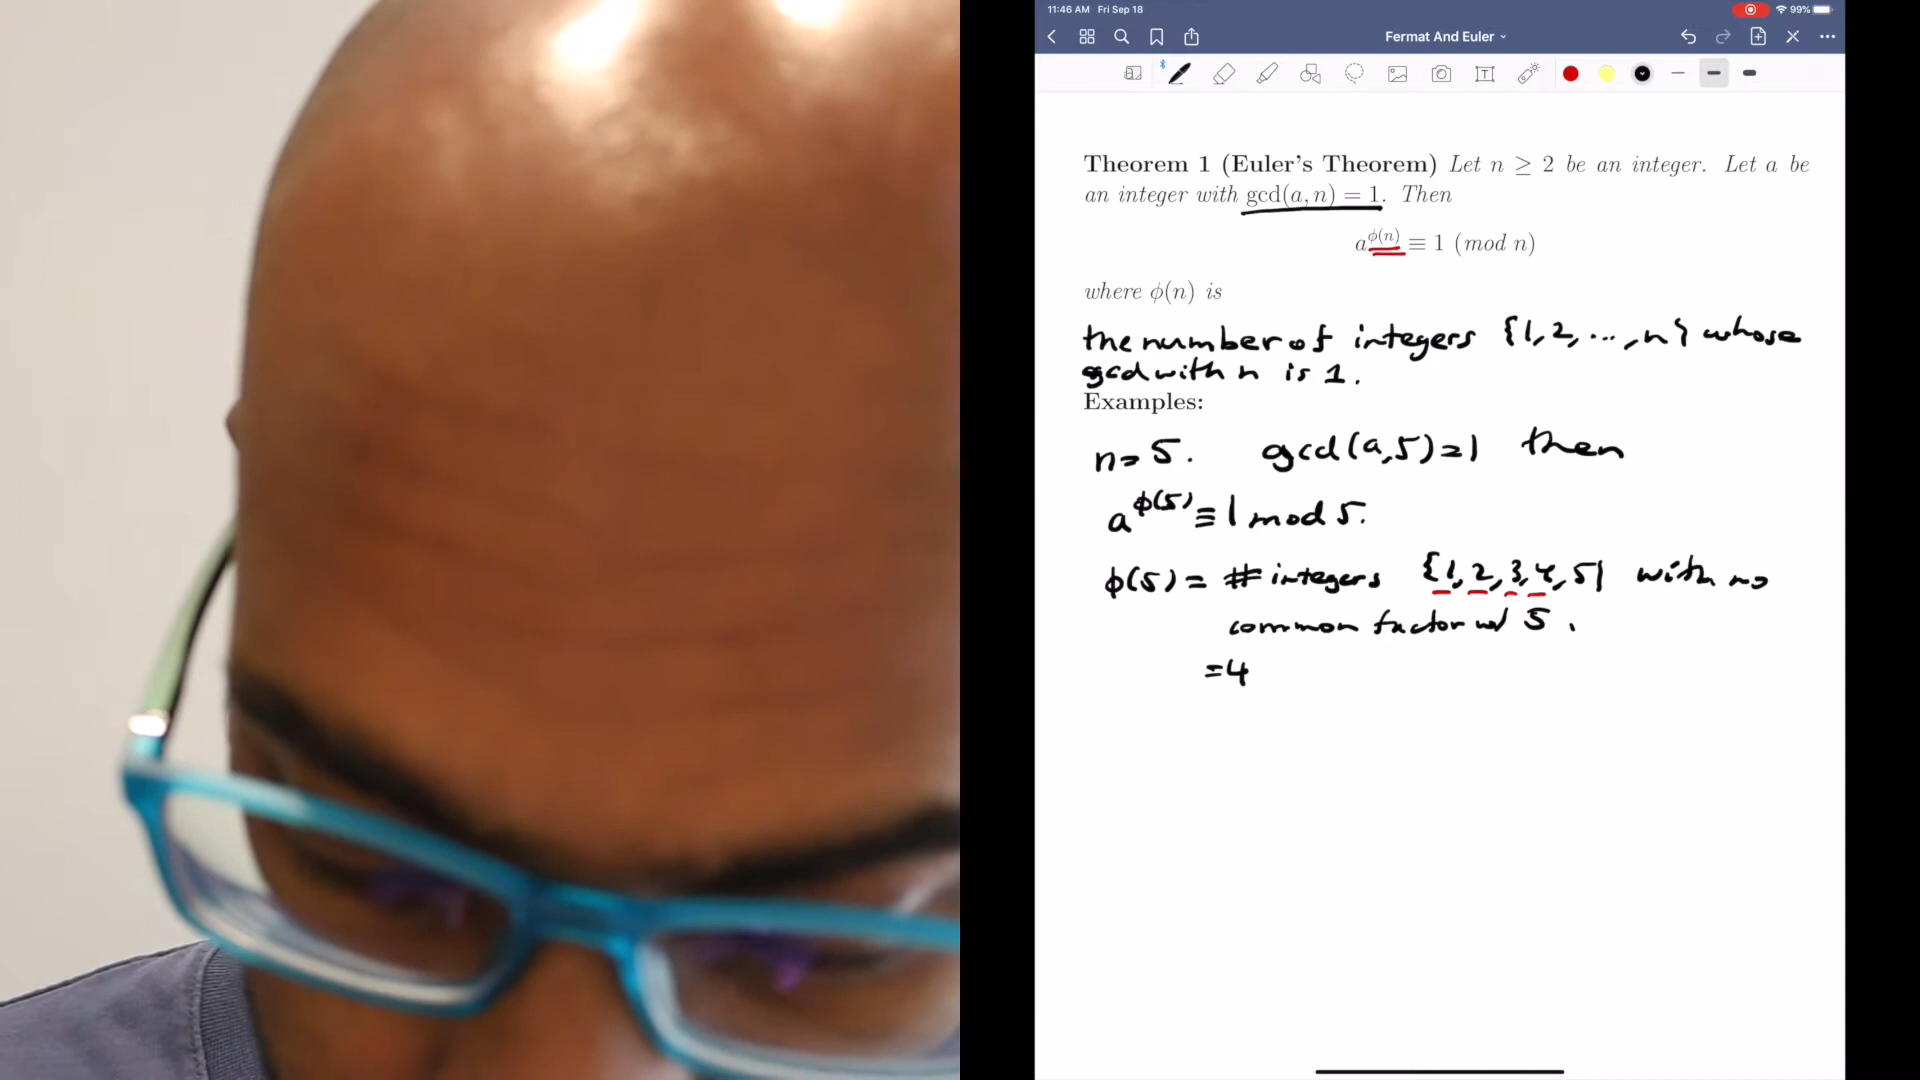 11:46 AM Fri Sep 18
99%
Fermat And Euler
Theorem 1 (Euler's Theorem) Let n ≥ 2 be an integer. Let a be
an integer with gcd(a, n) = 1. Then
a^ϕ(n) ≡ 1 (mod n)
where ϕ(n) is
the number of integers {1,2,...,n} whose
gcd with n is 1.
Examples:
n=5. gcd(a,5)=1 then
a^ϕ(5) ≡ 1 mod 5.
ϕ(5) = # integers {1,2,3,4,5} with no
common factor w/ 5.
=4